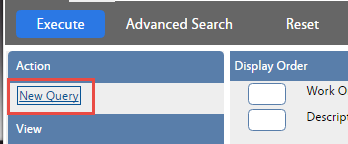 Execute Advanced Search Reset
Action
New Query
View
Display Order
Work O
Descript